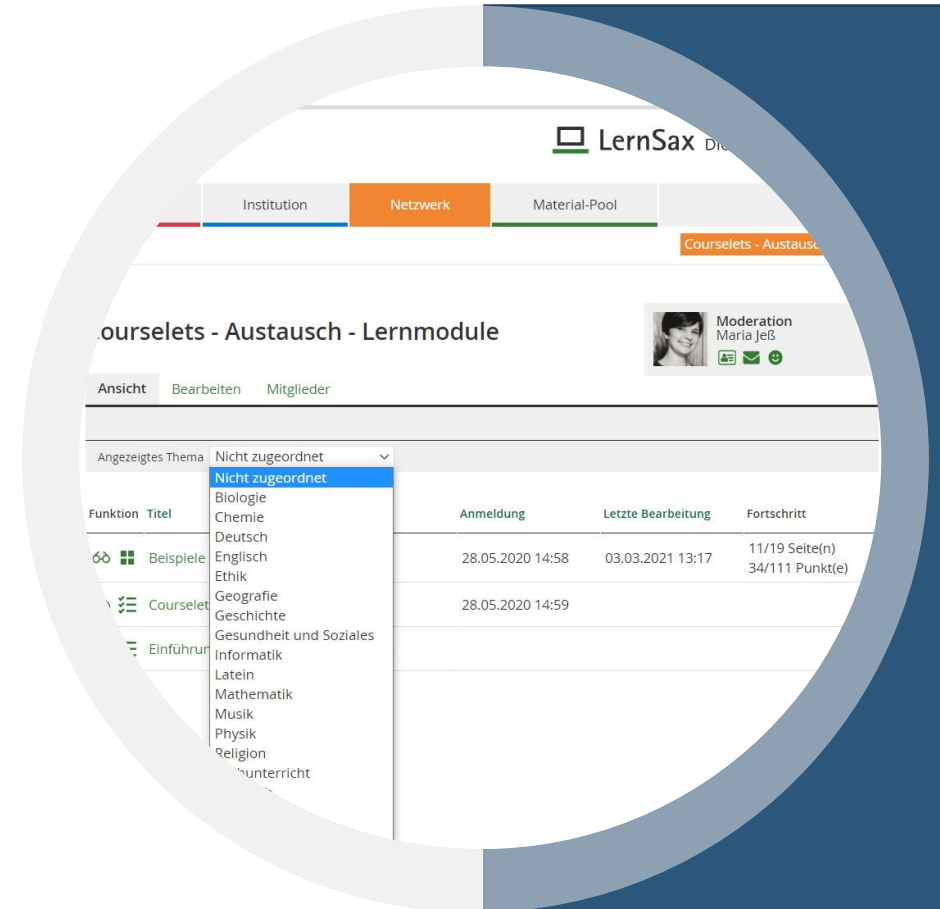 LernSax
Institution Netzwerk Material-Pool
Courselets - Austausch
ourselets - Austausch - Lernmodule
Moderation
Maria Jeß
Ansicht Bearbeiten Mitglieder
Angezeigtes Thema Nicht zugeordnet
Nicht zugeordnet
Biologie
Chemie
Deutsch
Englisch
Ethik
Geografie
Geschichte
Gesundheit und Soziales
Informatik
Latein
Mathematik
Musik
Physik
Religion
unterricht
Funktion Titel Anmeldung Letzte Bearbeitung Fortschritt
Beispiele 28.05.2020 14:58 03.03.2021 13:17 11/19 Seite(n)
34/111 Punkt(e)
Courselet 28.05.2020 14:59
Einführun